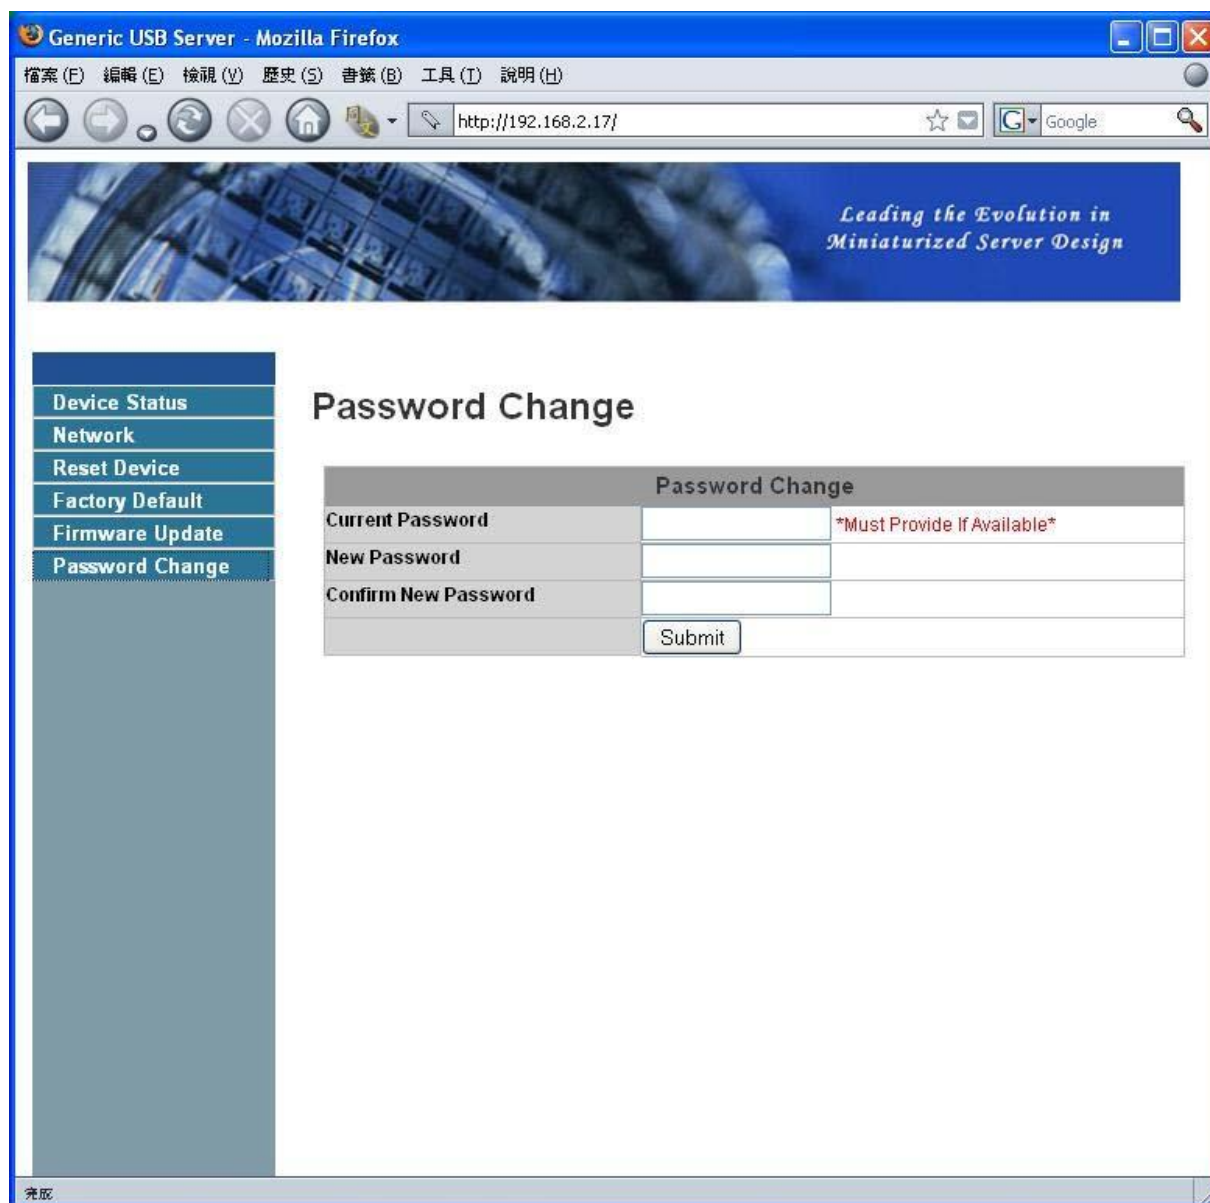 Generic USB Server - Mozilla Firefox
檔案(F) 編輯(E) 檢視(V) 歷史(S) 書籤(B) 工具(T) 說明(H)
http://192.168.2.17/ Google
Leading the Evolution in
Miniaturized Server Design
Device Status
Network
Reset Device
Factory Default
Firmware Update
Password Change
Password Change
Password Change
Current Password *Must Provide If Available*
New Password
Confirm New Password
Submit
完成